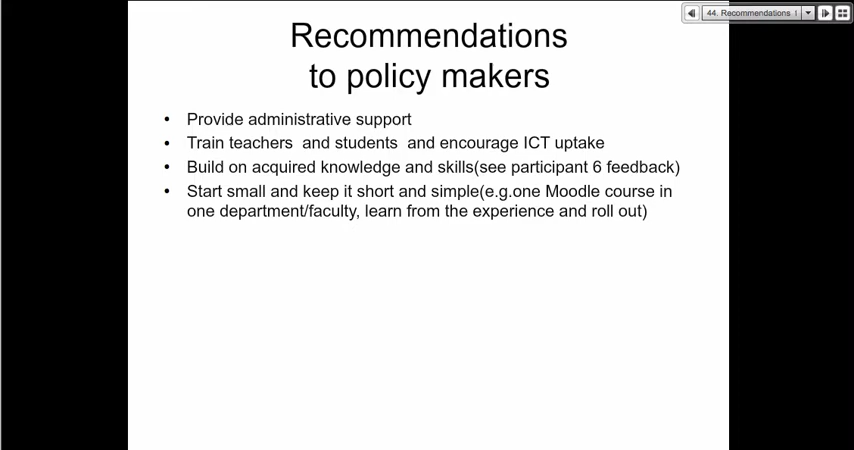 44. Recommendations
Recommendations
to policy makers
• Provide administrative support
• Train teachers  and students  and encourage ICT uptake
• Build on acquired knowledge and skills(see participant 6 feedback)
• Start small and keep it short and simple(e.g.one Moodle course in
one department/faculty, learn from the experience and roll out)